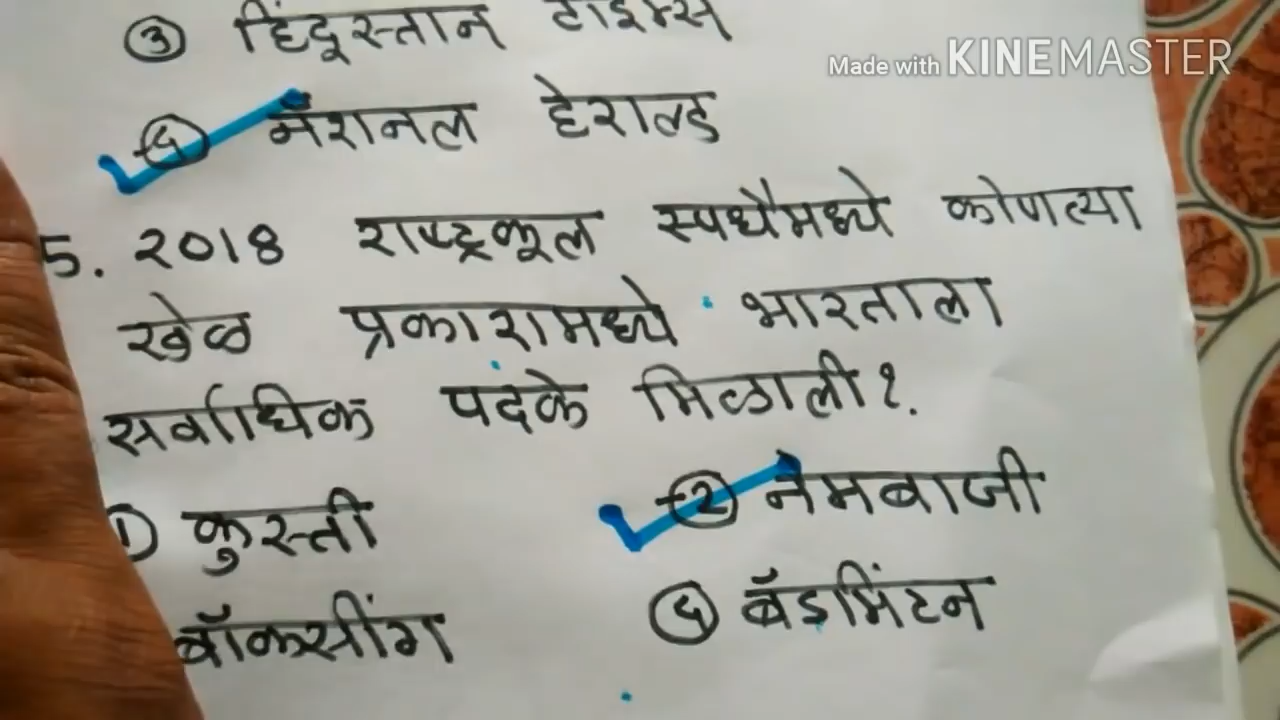 ③ हिंदूस्तान टाइम्स
Made with KINEMASTER
④ नॅशनल हेराल्ड
5. 2018 राष्ट्रकूल स्पर्धेमध्ये कोणत्या
खेळ प्रकारामध्ये भारताला
सर्वाधिक पदके मिळाली?.
① कुस्ती ② नेमबाजी
बॉक्सींग ④ बॅडमिंटन